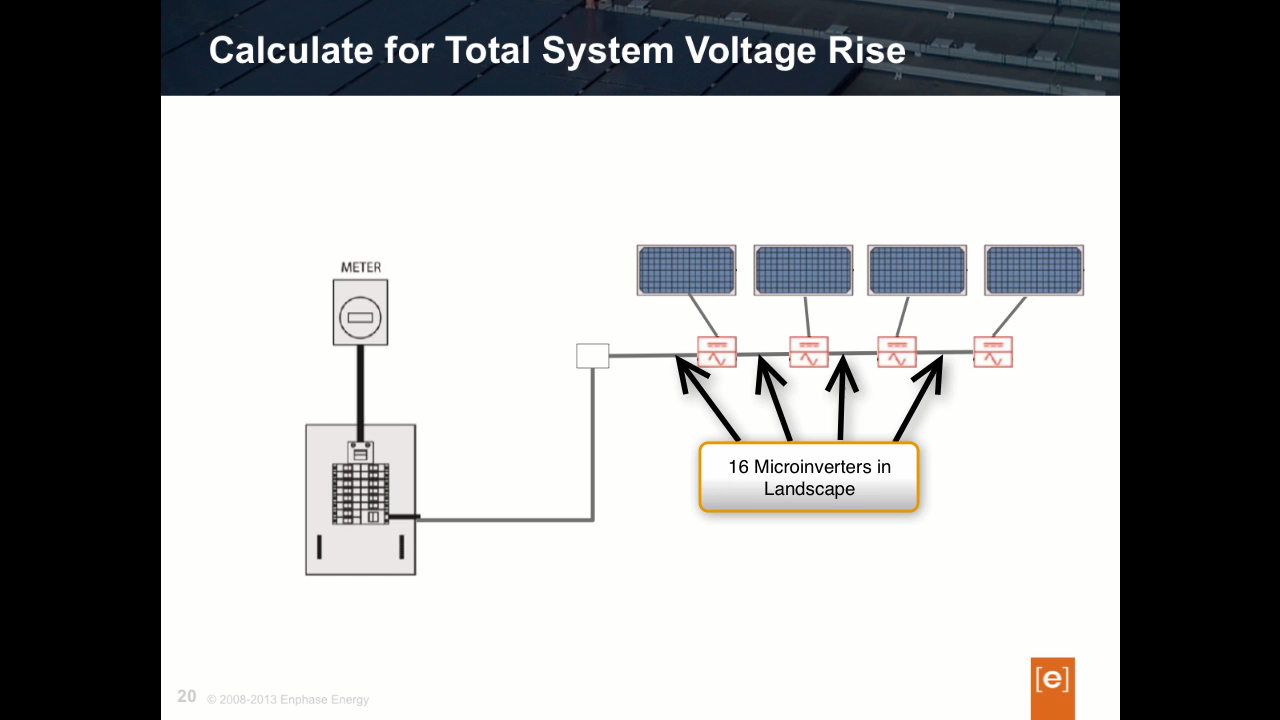 Calculate for Total System Voltage Rise
METER
16 Microinverters in
Landscape
20 © 2008-2013 Enphase Energy
[e]